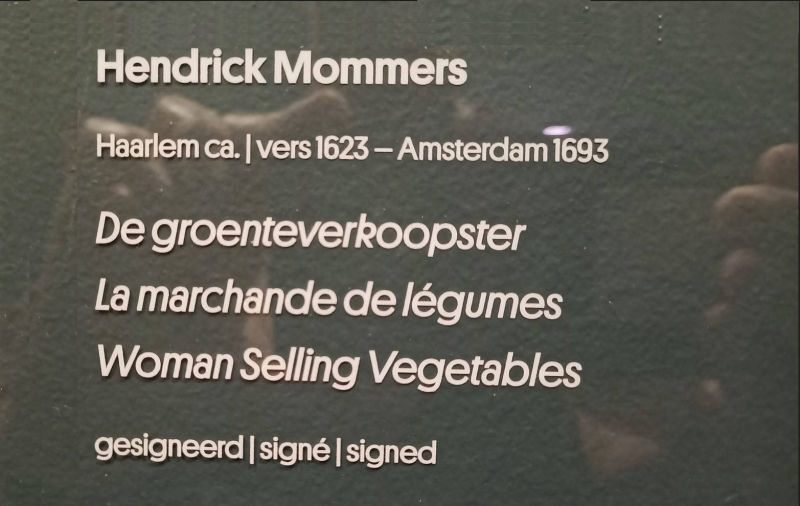 Hendrick Mommers
Haarlem ca. | vers 1623 – Amsterdam 1693
De groenteverkoopster
La marchande de légumes
Woman Selling Vegetables
gesigneerd | signé | signed